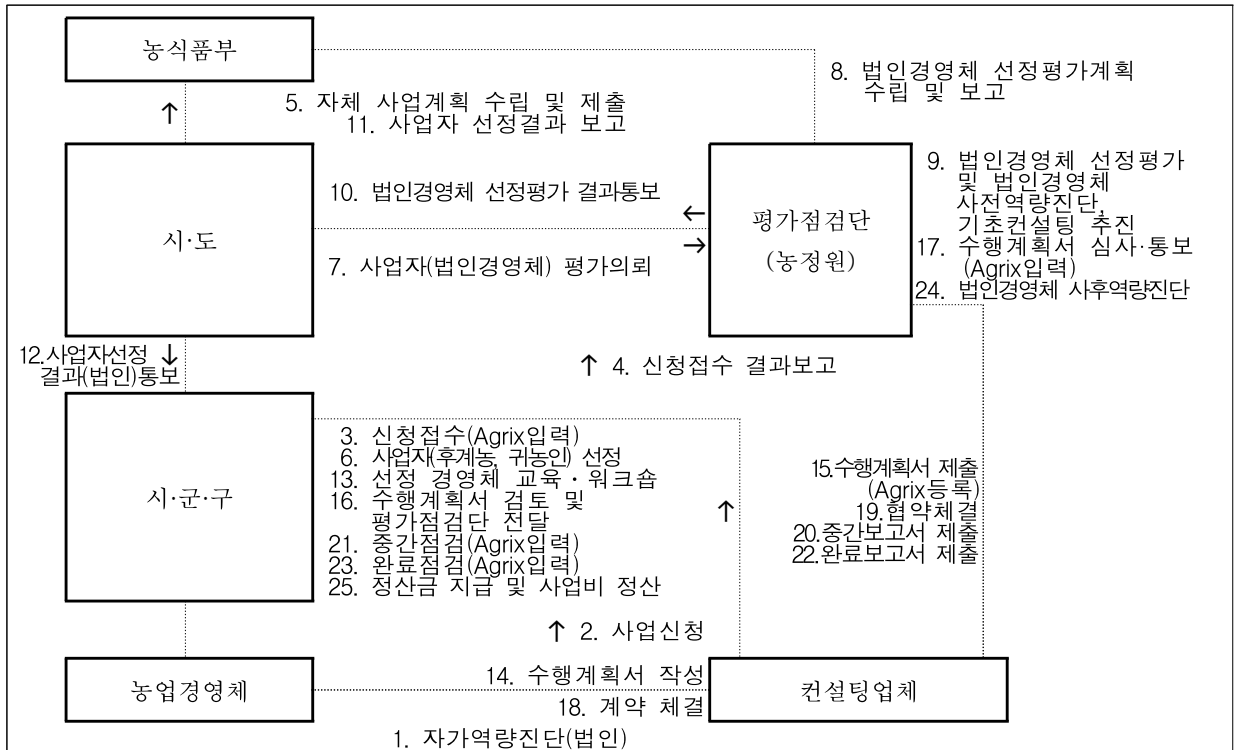 농식품부
8. 법인경영체 선정평가계획
수립 및 보고
↑
5. 자체 사업계획 수립 및 제출
11. 사업자 선정결과 보고
시·도
10. 법인경영체 선정평가 결과통보
←
→
7. 사업자(법인경영체) 평가의뢰
평가점검단
(농정원)
9. 법인경영체 선정평가
및 법인경영체
사전역량진단,
기초컨설팅 추진
17. 수행계획서 심사·통보
(Agrix입력)
24. 법인경영체 사후역량진단
12.사업자선정 ↓
결과(법인)통보
↑ 4. 신청접수 결과보고
시·군·구
3. 신청접수(Agrix입력)
6. 사업자(후계농, 귀농인) 선정
13. 선정 경영체 교육·워크숍
16. 수행계획서 검토 및
평가점검단 전달
21. 중간점검(Agrix입력)
23. 완료점검(Agrix입력)
25. 정산금 지급 및 사업비 정산
↑
15.수행계획서 제출
(Agrix등록)
19.협약체결
20.중간보고서 제출
22.완료보고서 제출
↑ 2. 사업신청
농업경영체
14. 수행계획서 작성
18. 계약 체결
컨설팅업체
1. 자가역량진단(법인)